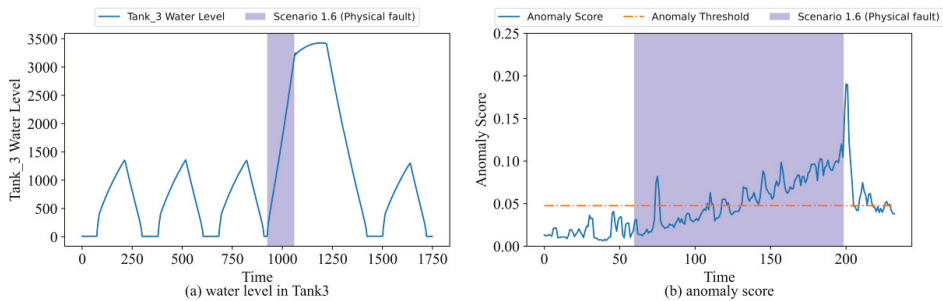 Tank_3 Water Level
Scenario 1.6 (Physical fault)
3500
3000
2500
2000
1500
1000
500
0
Tank_3 Water Level
0
250
500
750
1000
1250
1500
1750
Time
(a) water level in Tank3
Anomaly Score
Anomaly Threshold
Scenario 1.6 (Physical fault)
0.25
0.20
0.15
0.10
0.05
0.00
Anomaly Score
0
50
100
150
200
Time
(b) anomaly score